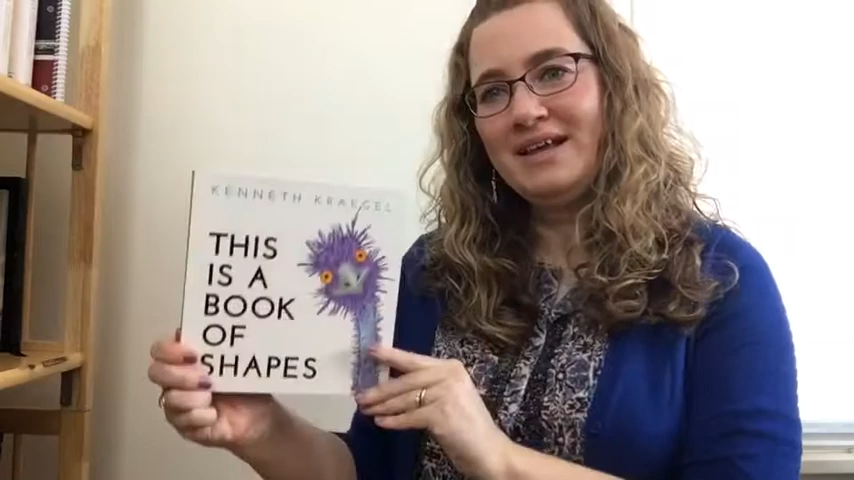 KENNETH KRAEGEL
THIS
IS A
BOOK
OF
SHAPES